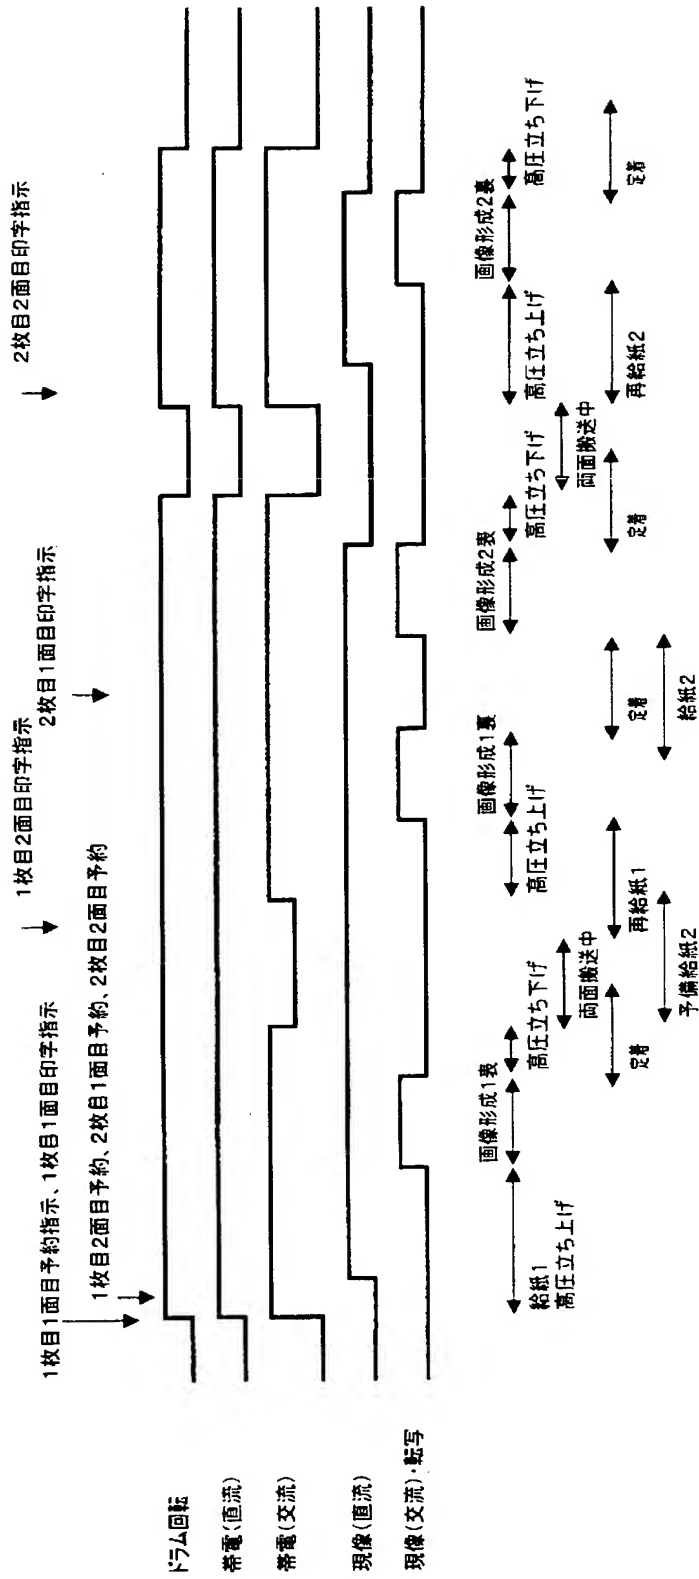 1枚目1面目予約指示、1枚目1面目印字指示
1枚目2面目予約、2枚目1面目予約、2枚目2面目予約
1枚目2面目印字指示
2枚目1面目印字指示
2枚目2面目印字指示
ドラム回転
帯電(直流)
帯電(交流)
現像(直流)
現像(交流)・転写
給紙1
高圧立ち上げ
画像形成1表
高圧立ち下げ
両面搬送中
定着
予備給紙2
再給紙1
高圧立ち上げ
画像形成1裏
定着
給紙2
画像形成2表
高圧立ち下げ
両面搬送中
定着
高圧立ち上げ
再給紙2
画像形成2裏
高圧立ち下げ
定着